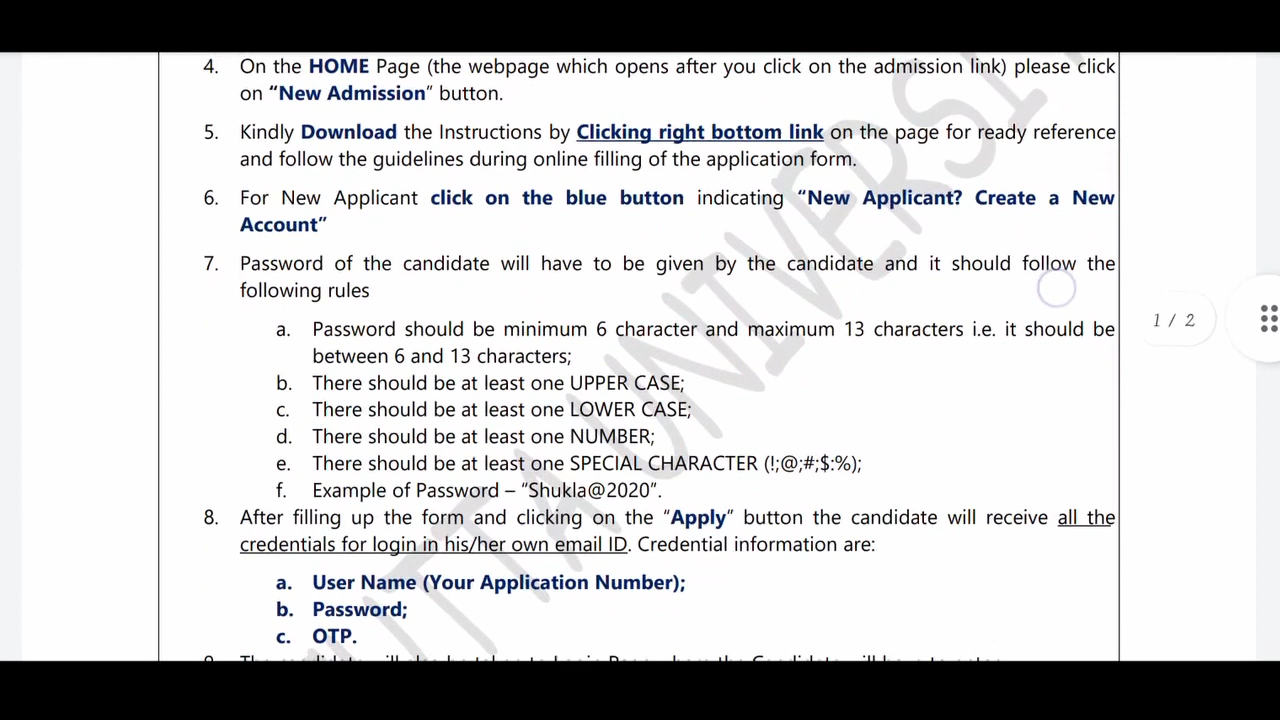 4. On the HOME Page (the webpage which opens after you click on the admission link) please click
on “New Admission” button.
5. Kindly Download the Instructions by Clicking right bottom link on the page for ready reference
and follow the guidelines during online filling of the application form.
6. For New Applicant click on the blue button indicating “New Applicant? Create a New
Account”
7. Password of the candidate will have to be given by the candidate and it should follow the
following rules
a. Password should be minimum 6 character and maximum 13 characters i.e. it should be
between 6 and 13 characters;
b. There should be at least one UPPER CASE;
c. There should be at least one LOWER CASE;
d. There should be at least one NUMBER;
e. There should be at least one SPECIAL CHARACTER (!;@;#;$:%);
f. Example of Password – “Shukla@2020”.
8. After filling up the form and clicking on the “Apply” button the candidate will receive all the
credentials for login in his/her own email ID. Credential information are:
a. User Name (Your Application Number);
b. Password;
c. OTP.
1 / 2